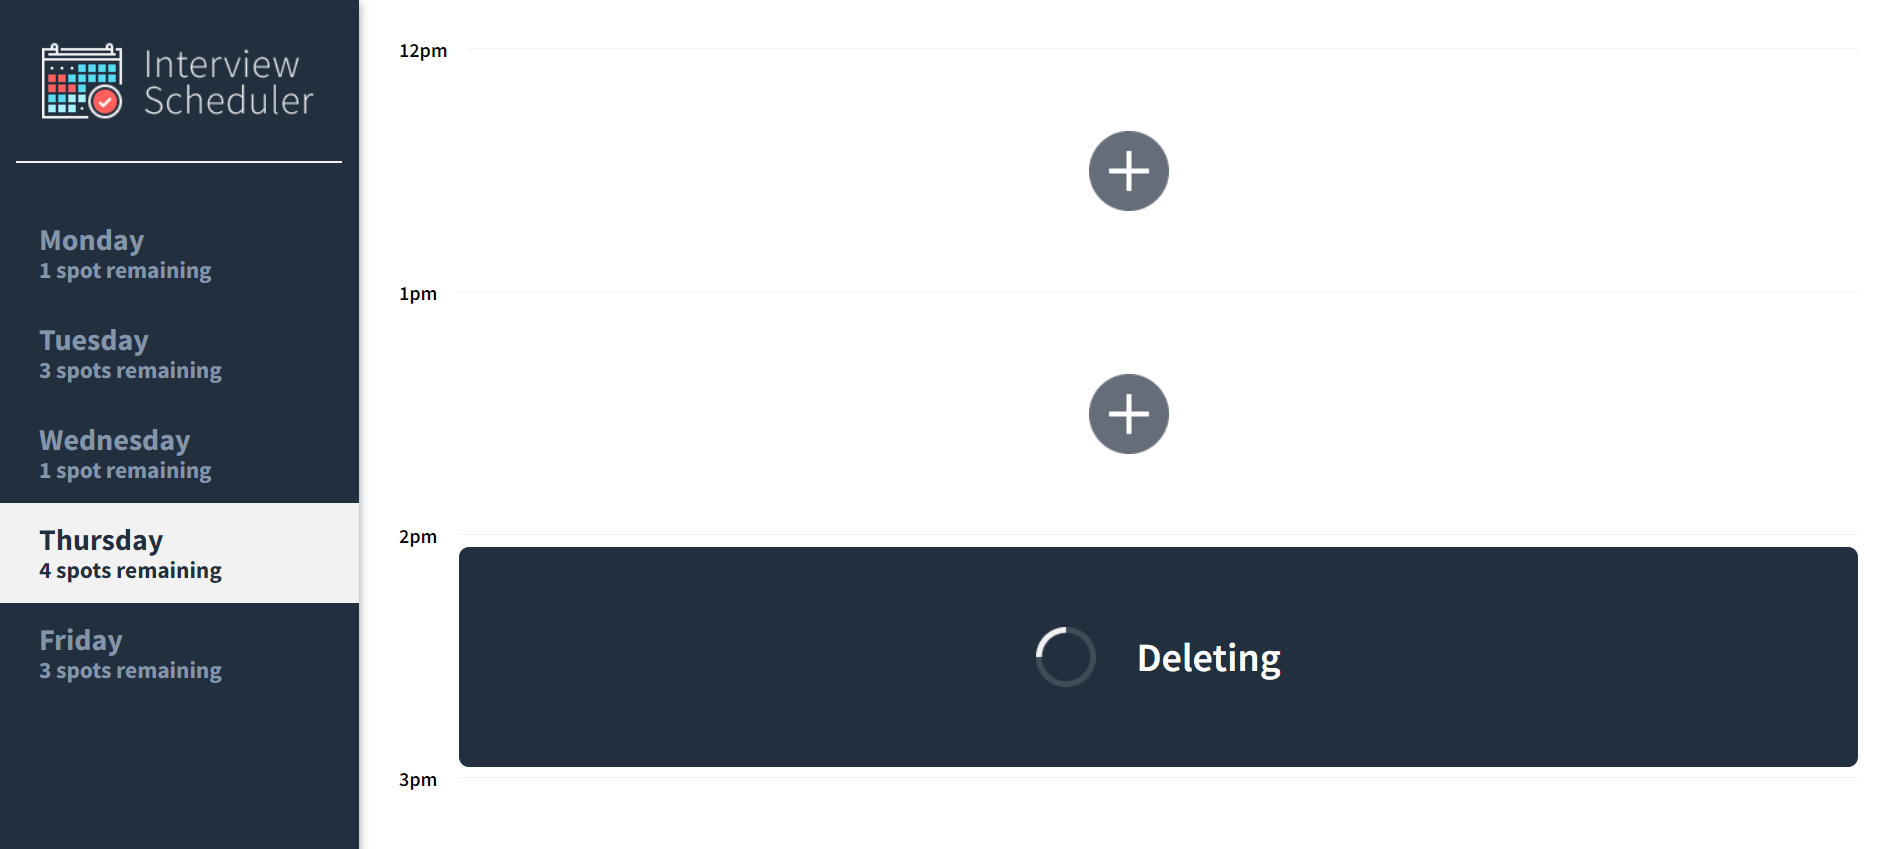 Interview
Scheduler
Monday
1 spot remaining
Tuesday
3 spots remaining
Wednesday
1 spot remaining
Thursday
4 spots remaining
Friday
3 spots remaining
12pm
1pm
2pm
Deleting
3pm